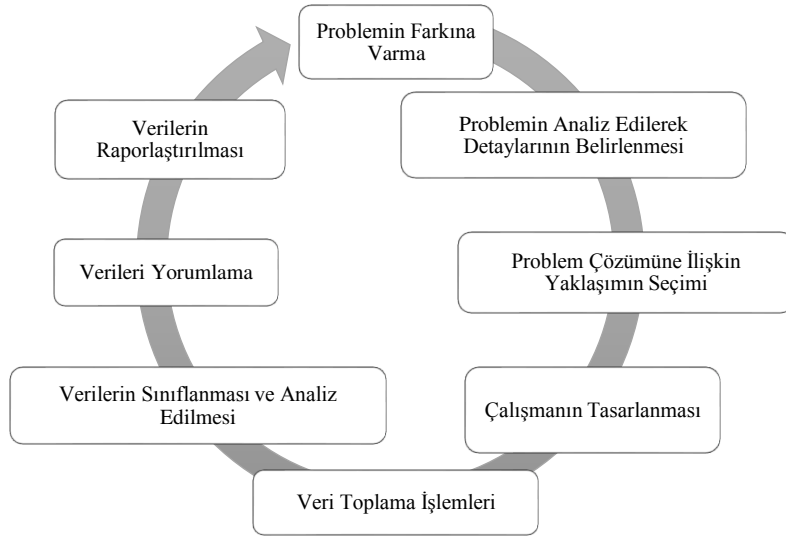 Problemin Farkına
Varma
Problemin Analiz Edilerek
Detaylarının Belirlenmesi
Problem Çözümüne İlişkin
Yaklaşımın Seçimi
Çalışmanın Tasarlanması
Veri Toplama İşlemleri
Verilerin Sınıflanması ve Analiz
Edilmesi
Verileri Yorumlama
Verilerin
Raporlaştırılması